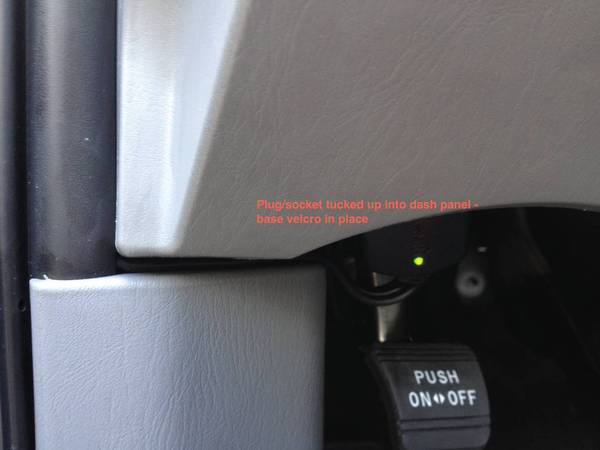 Plug/socket tucked up into dash panel -
base velcro in place
PUSH
ON◂▸OFF